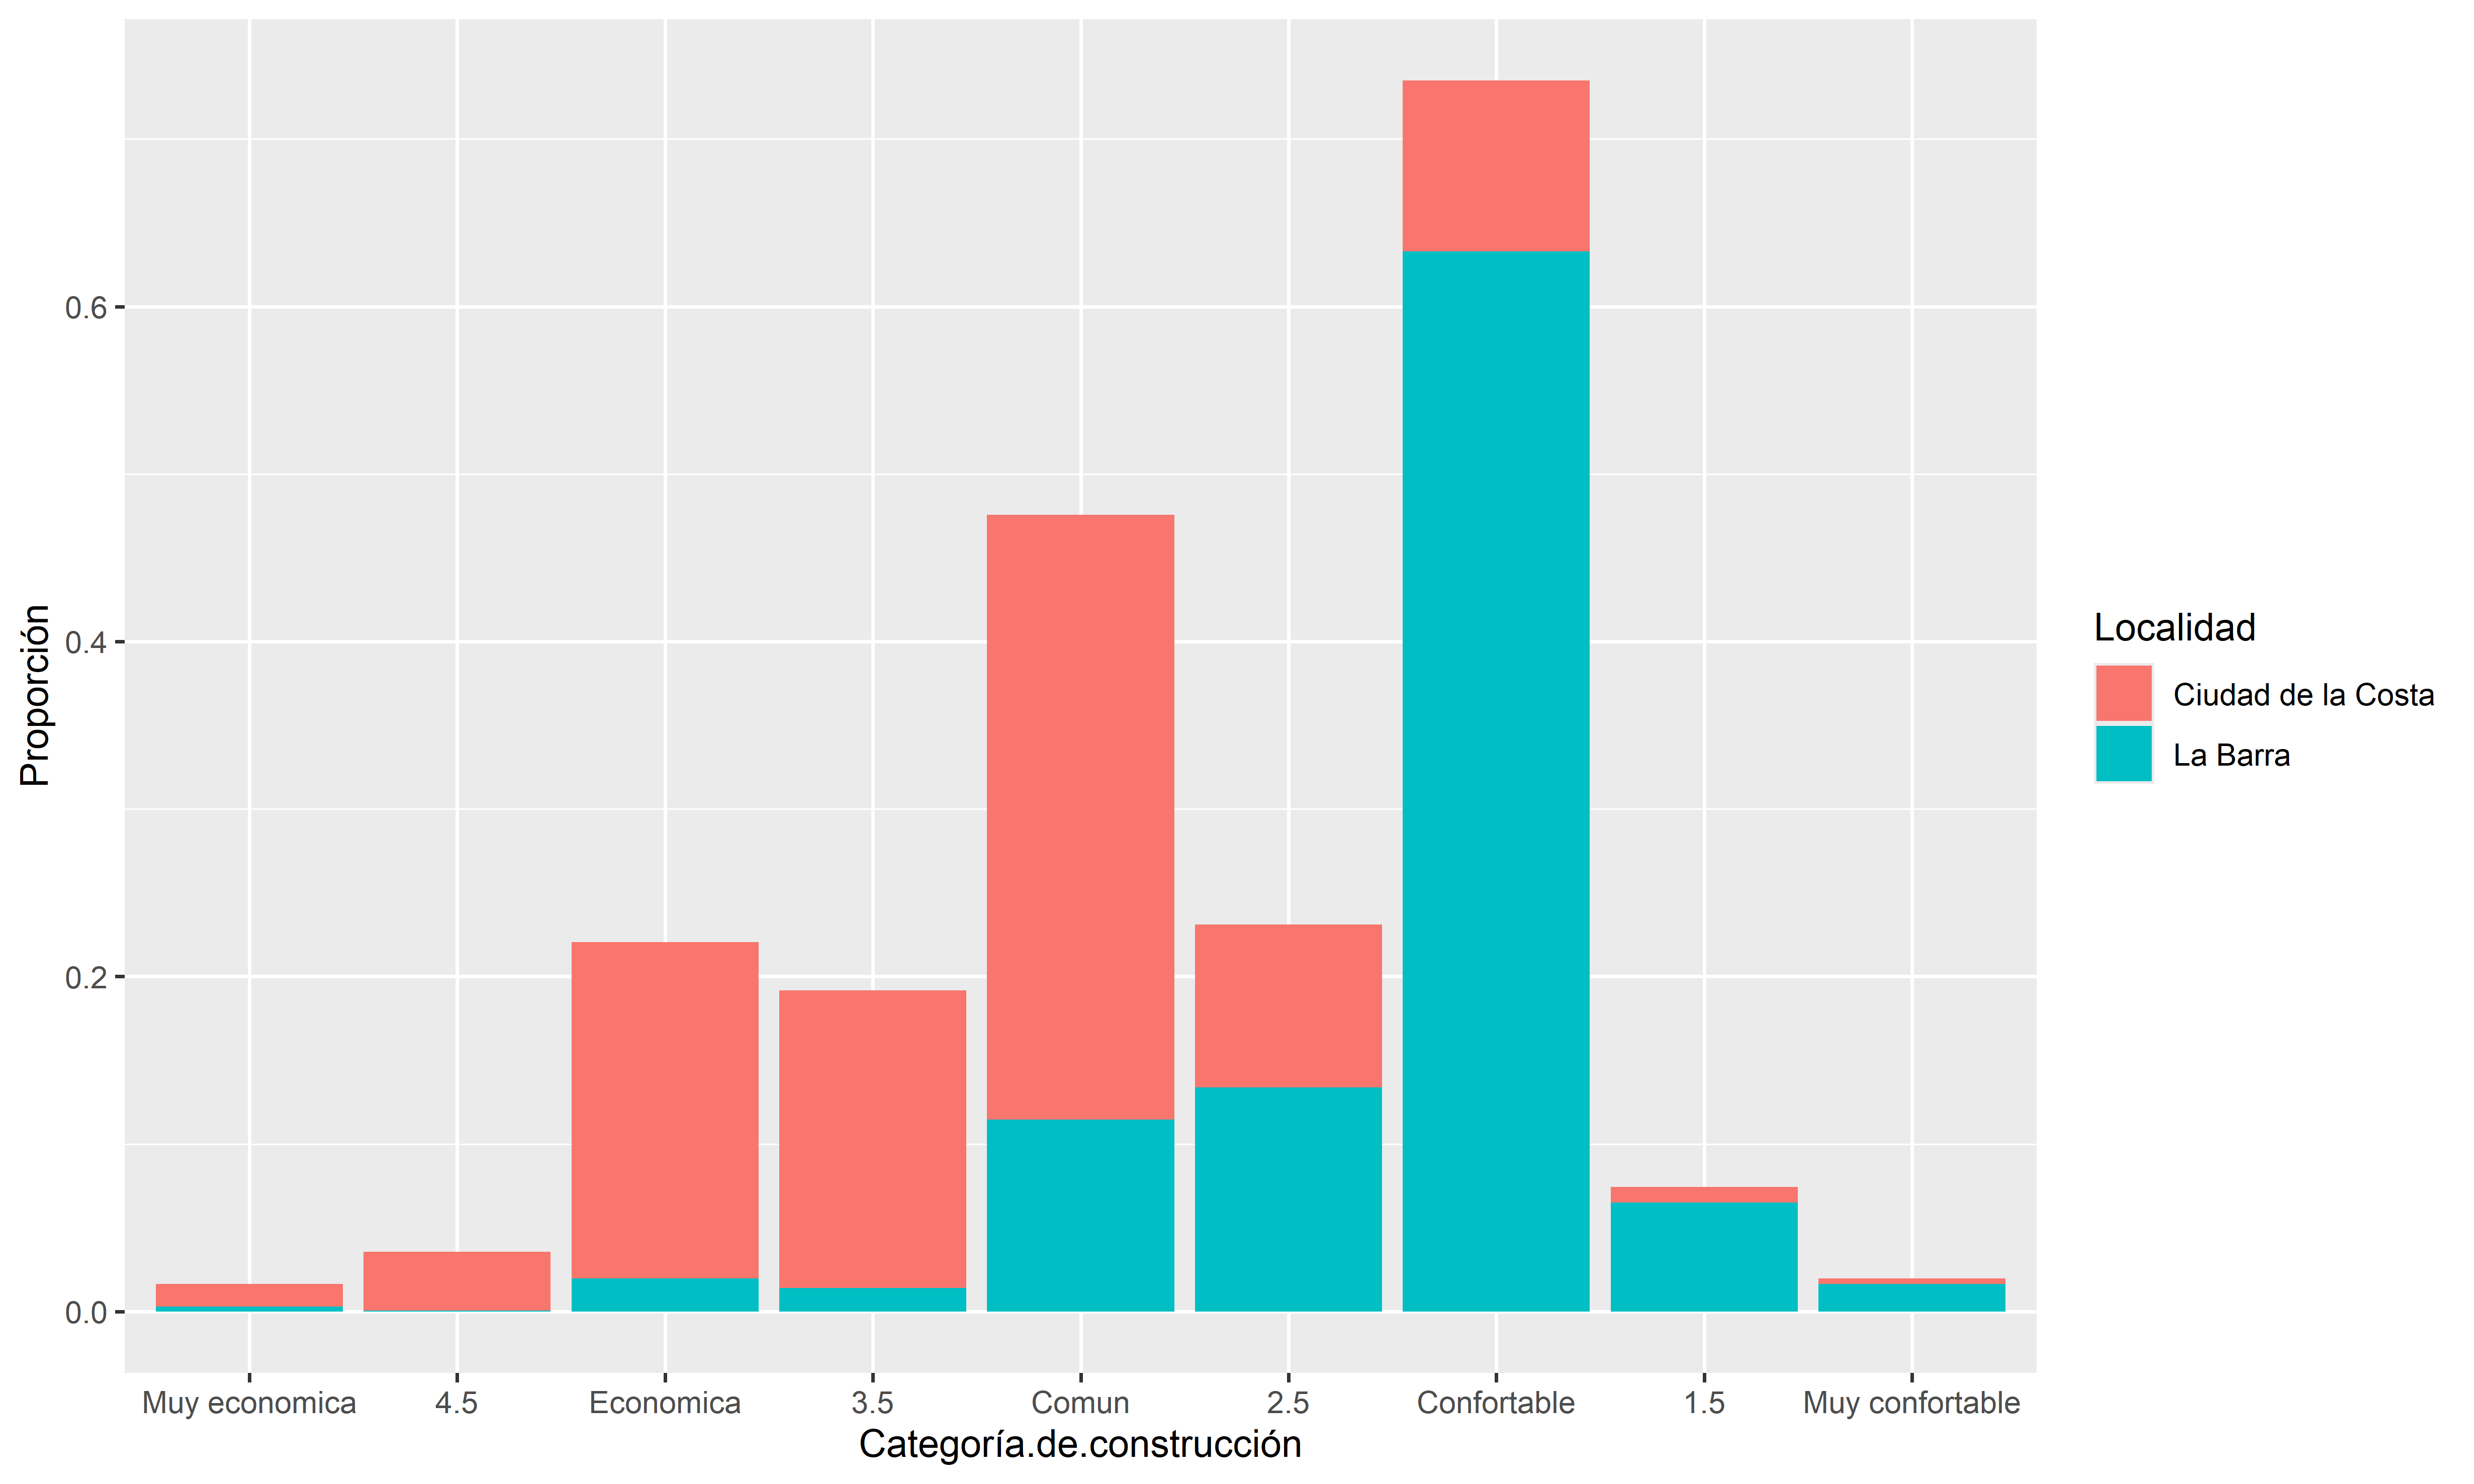 Proporción
0.6
0.4
0.2
0.0
Muy economica 4.5 Economica 3.5 Comun 2.5 Confortable 1.5 Muy confortable
Categoría.de.construcción
Localidad
Ciudad de la Costa
La Barra